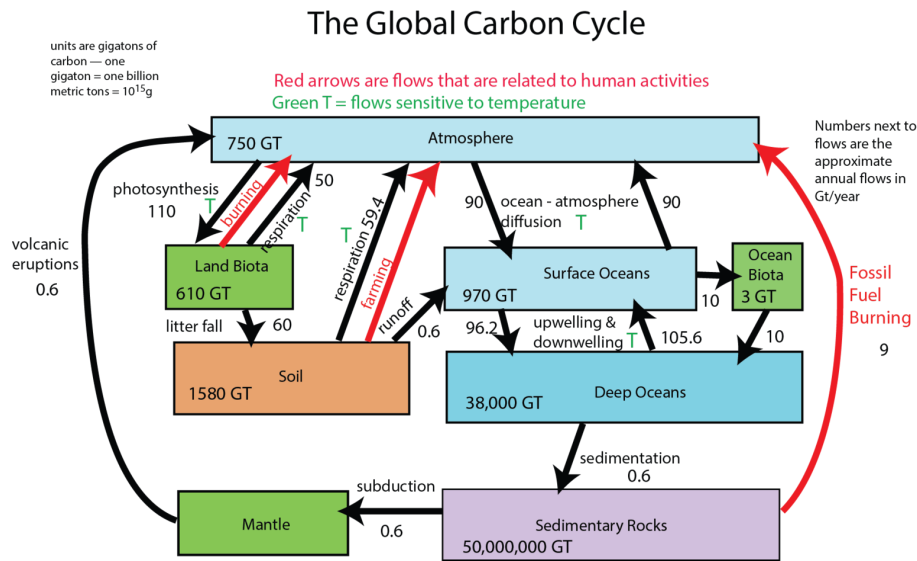 The Global Carbon Cycle
units are gigatons of
carbon — one
gigaton = one billion
metric tons = 10¹⁵g
Red arrows are flows that are related to human activities
Green T = flows sensitive to temperature
Atmosphere
750 GT
Numbers next to
flows are the
approximate
annual flows in
Gt/year
photosynthesis
110
T
burning
respiration
50
T
T
respiration 59.4
farming
90
ocean - atmosphere
diffusion T
90
volcanic
eruptions
0.6
Land Biota
610 GT
Surface Oceans
970 GT
10
Ocean
Biota
3 GT
Fossil
Fuel
Burning
9
litter fall
60
runoff
0.6
96.2
upwelling &
downwelling T
105.6
10
Soil
1580 GT
Deep Oceans
38,000 GT
sedimentation
0.6
subduction
0.6
Mantle
Sedimentary Rocks
50,000,000 GT